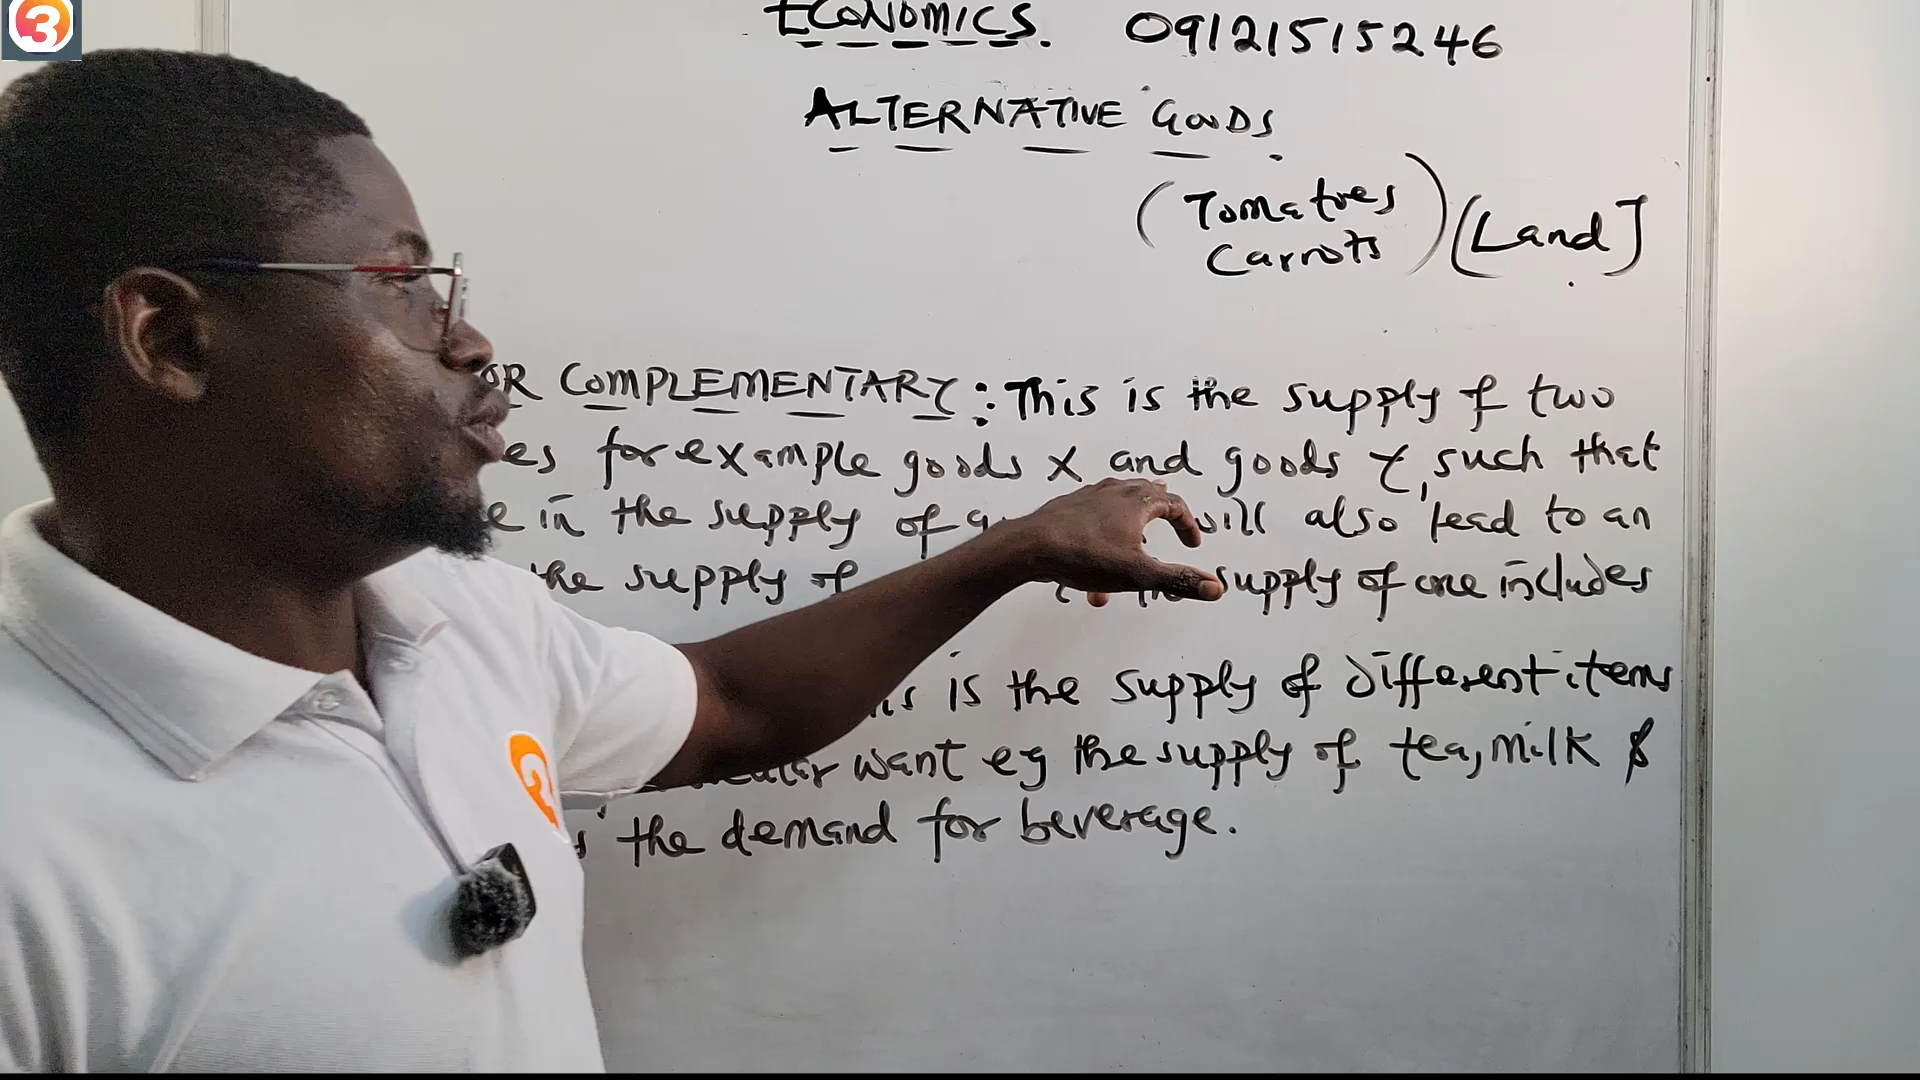 3
ECONOMICS. 09121515246
ALTERNATIVE GOODS.
(Tomatoes Carrots) (Land]
OR COMPLEMENTARY: This is the supply of two
es for example goods X and goods Y, such that
e in the supply of will also lead to an
the supply of supply of one includes
is the supply of different items
want eg the supply of tea, milk &
the demand for beverage.